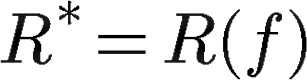 R* = R(f)